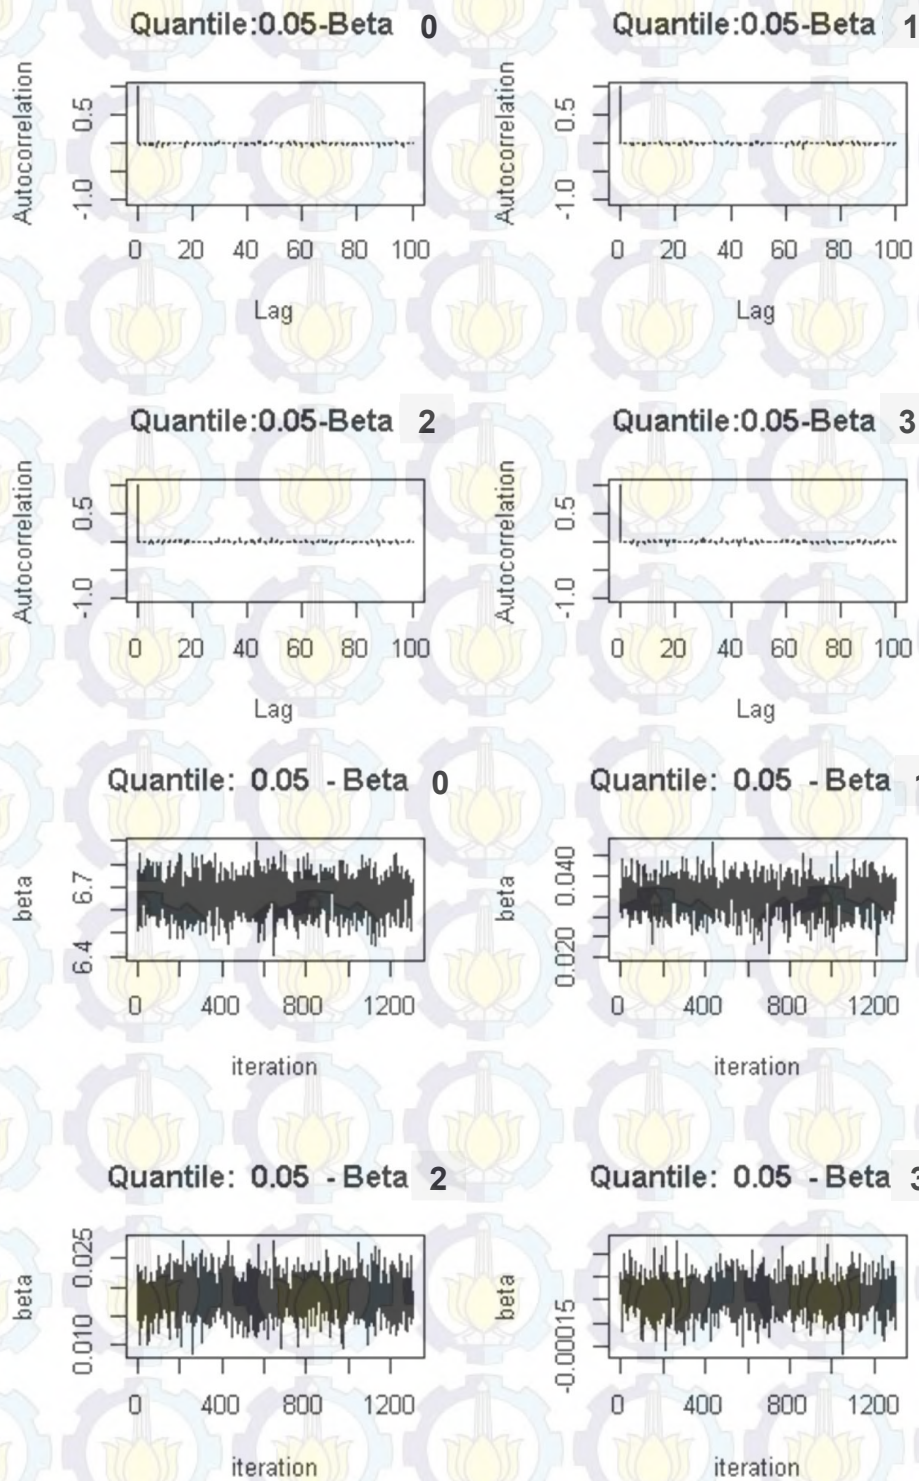 Quantile:0.05-Beta 0
Autocorrelation
0.5
-1.0
0 20 40 60 80 100
Lag
Quantile:0.05-Beta 1
Autocorrelation
0.5
-1.0
0 20 40 60 80 100
Lag
Quantile:0.05-Beta 2
Autocorrelation
0.5
-1.0
0 20 40 60 80 100
Lag
Quantile:0.05-Beta 3
Autocorrelation
0.5
-1.0
0 20 40 60 80 100
Lag
Quantile: 0.05 - Beta 0
beta
6.7
6.4
0 400 800 1200
iteration
Quantile: 0.05 - Beta 1
beta
0.040
0.020
0 400 800 1200
iteration
Quantile: 0.05 - Beta 2
beta
0.025
0.010
0 400 800 1200
iteration
Quantile: 0.05 - Beta 3
beta
-0.00015
0 400 800 1200
iteration